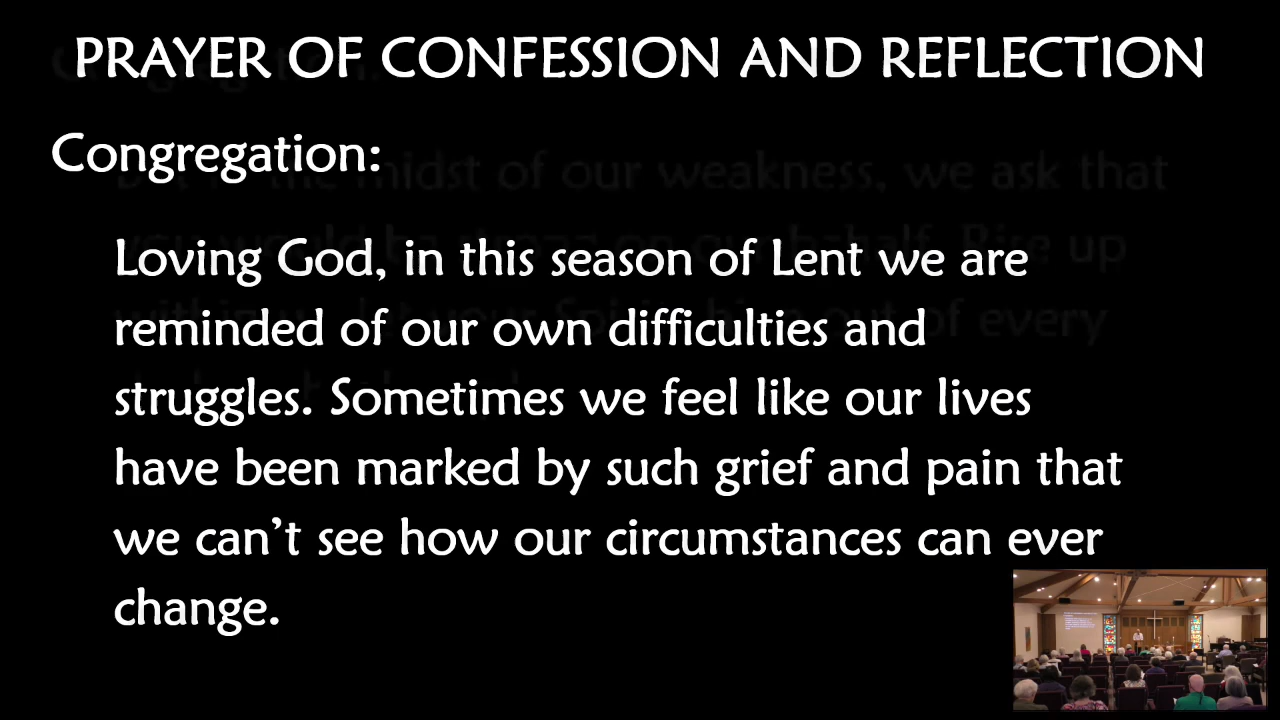 PRAYER OF CONFESSION AND REFLECTION
Congregation:
Loving God, in this season of Lent we are
reminded of our own difficulties and
struggles. Sometimes we feel like our lives
have been marked by such grief and pain that
we can’t see how our circumstances can ever
change.